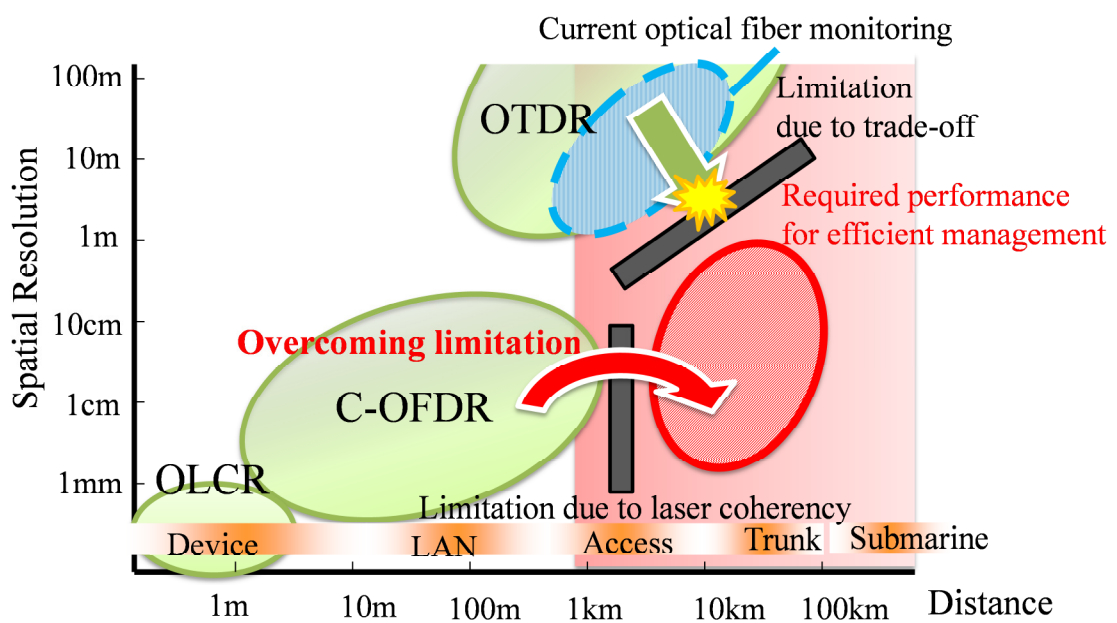 Current optical fiber monitoring
100m
OTDR
Limitation
due to trade-off
10m
Required performance
for efficient management
1m
Spatial Resolution
10cm
Overcoming limitation
1cm
C-OFDR
1mm
OLCR
Limitation due to laser coherency
Device
LAN
Access
Trunk
Submarine
1m
10m
100m
1km
10km
100km
Distance